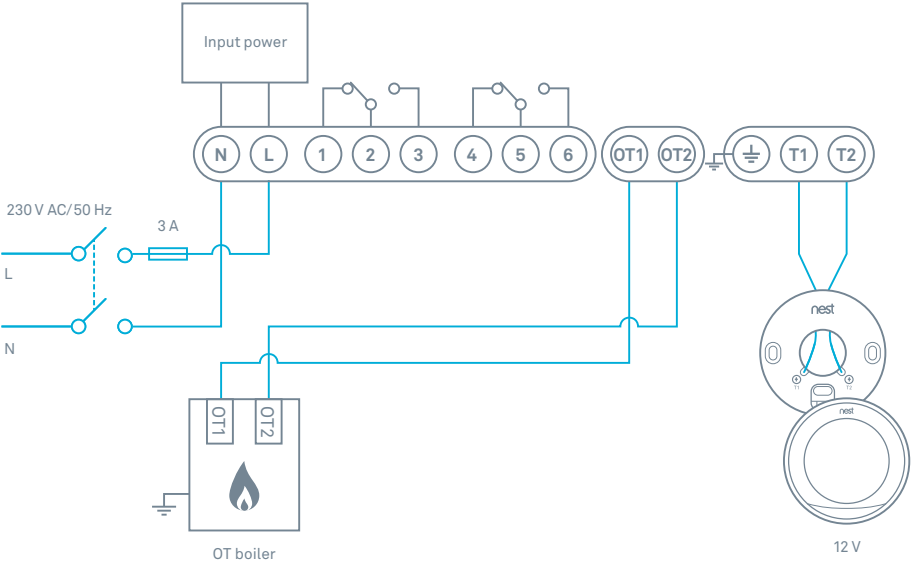 Input power
N L 1 2 3 4 5 6 OT1 OT2 T1 T2
230 V AC/50 Hz
3 A
L
N
nest
T1 T2
nest
OT1 OT2
OT boiler
12 V